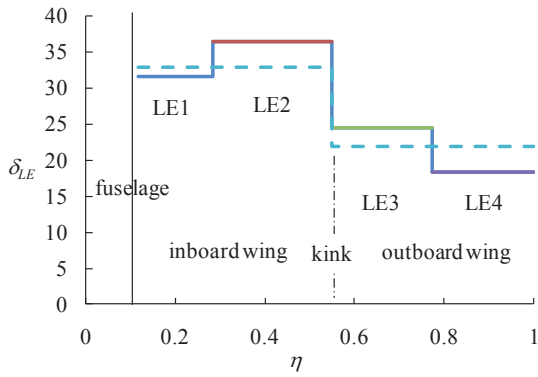 40
35
30
25
20
15
10
5
0
δLE
LE1
LE2
LE3
LE4
fuselage
inboard wing
kink
outboard wing
0 0.2 0.4 0.6 0.8 1
η